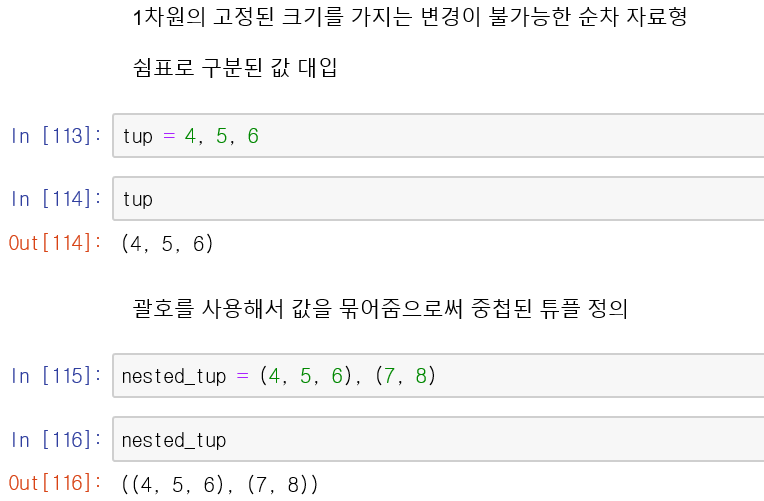 1차원의 고정된 크기를 가지는 변경이 불가능한 순차 자료형
쉼표로 구분된 값 대입
In [113]: tup = 4, 5, 6
In [114]: tup
Out[114]: (4, 5, 6)
괄호를 사용해서 값을 묶어줌으로써 중첩된 튜플 정의
In [115]: nested_tup = (4, 5, 6), (7, 8)
In [116]: nested_tup
Out[116]: ((4, 5, 6), (7, 8))